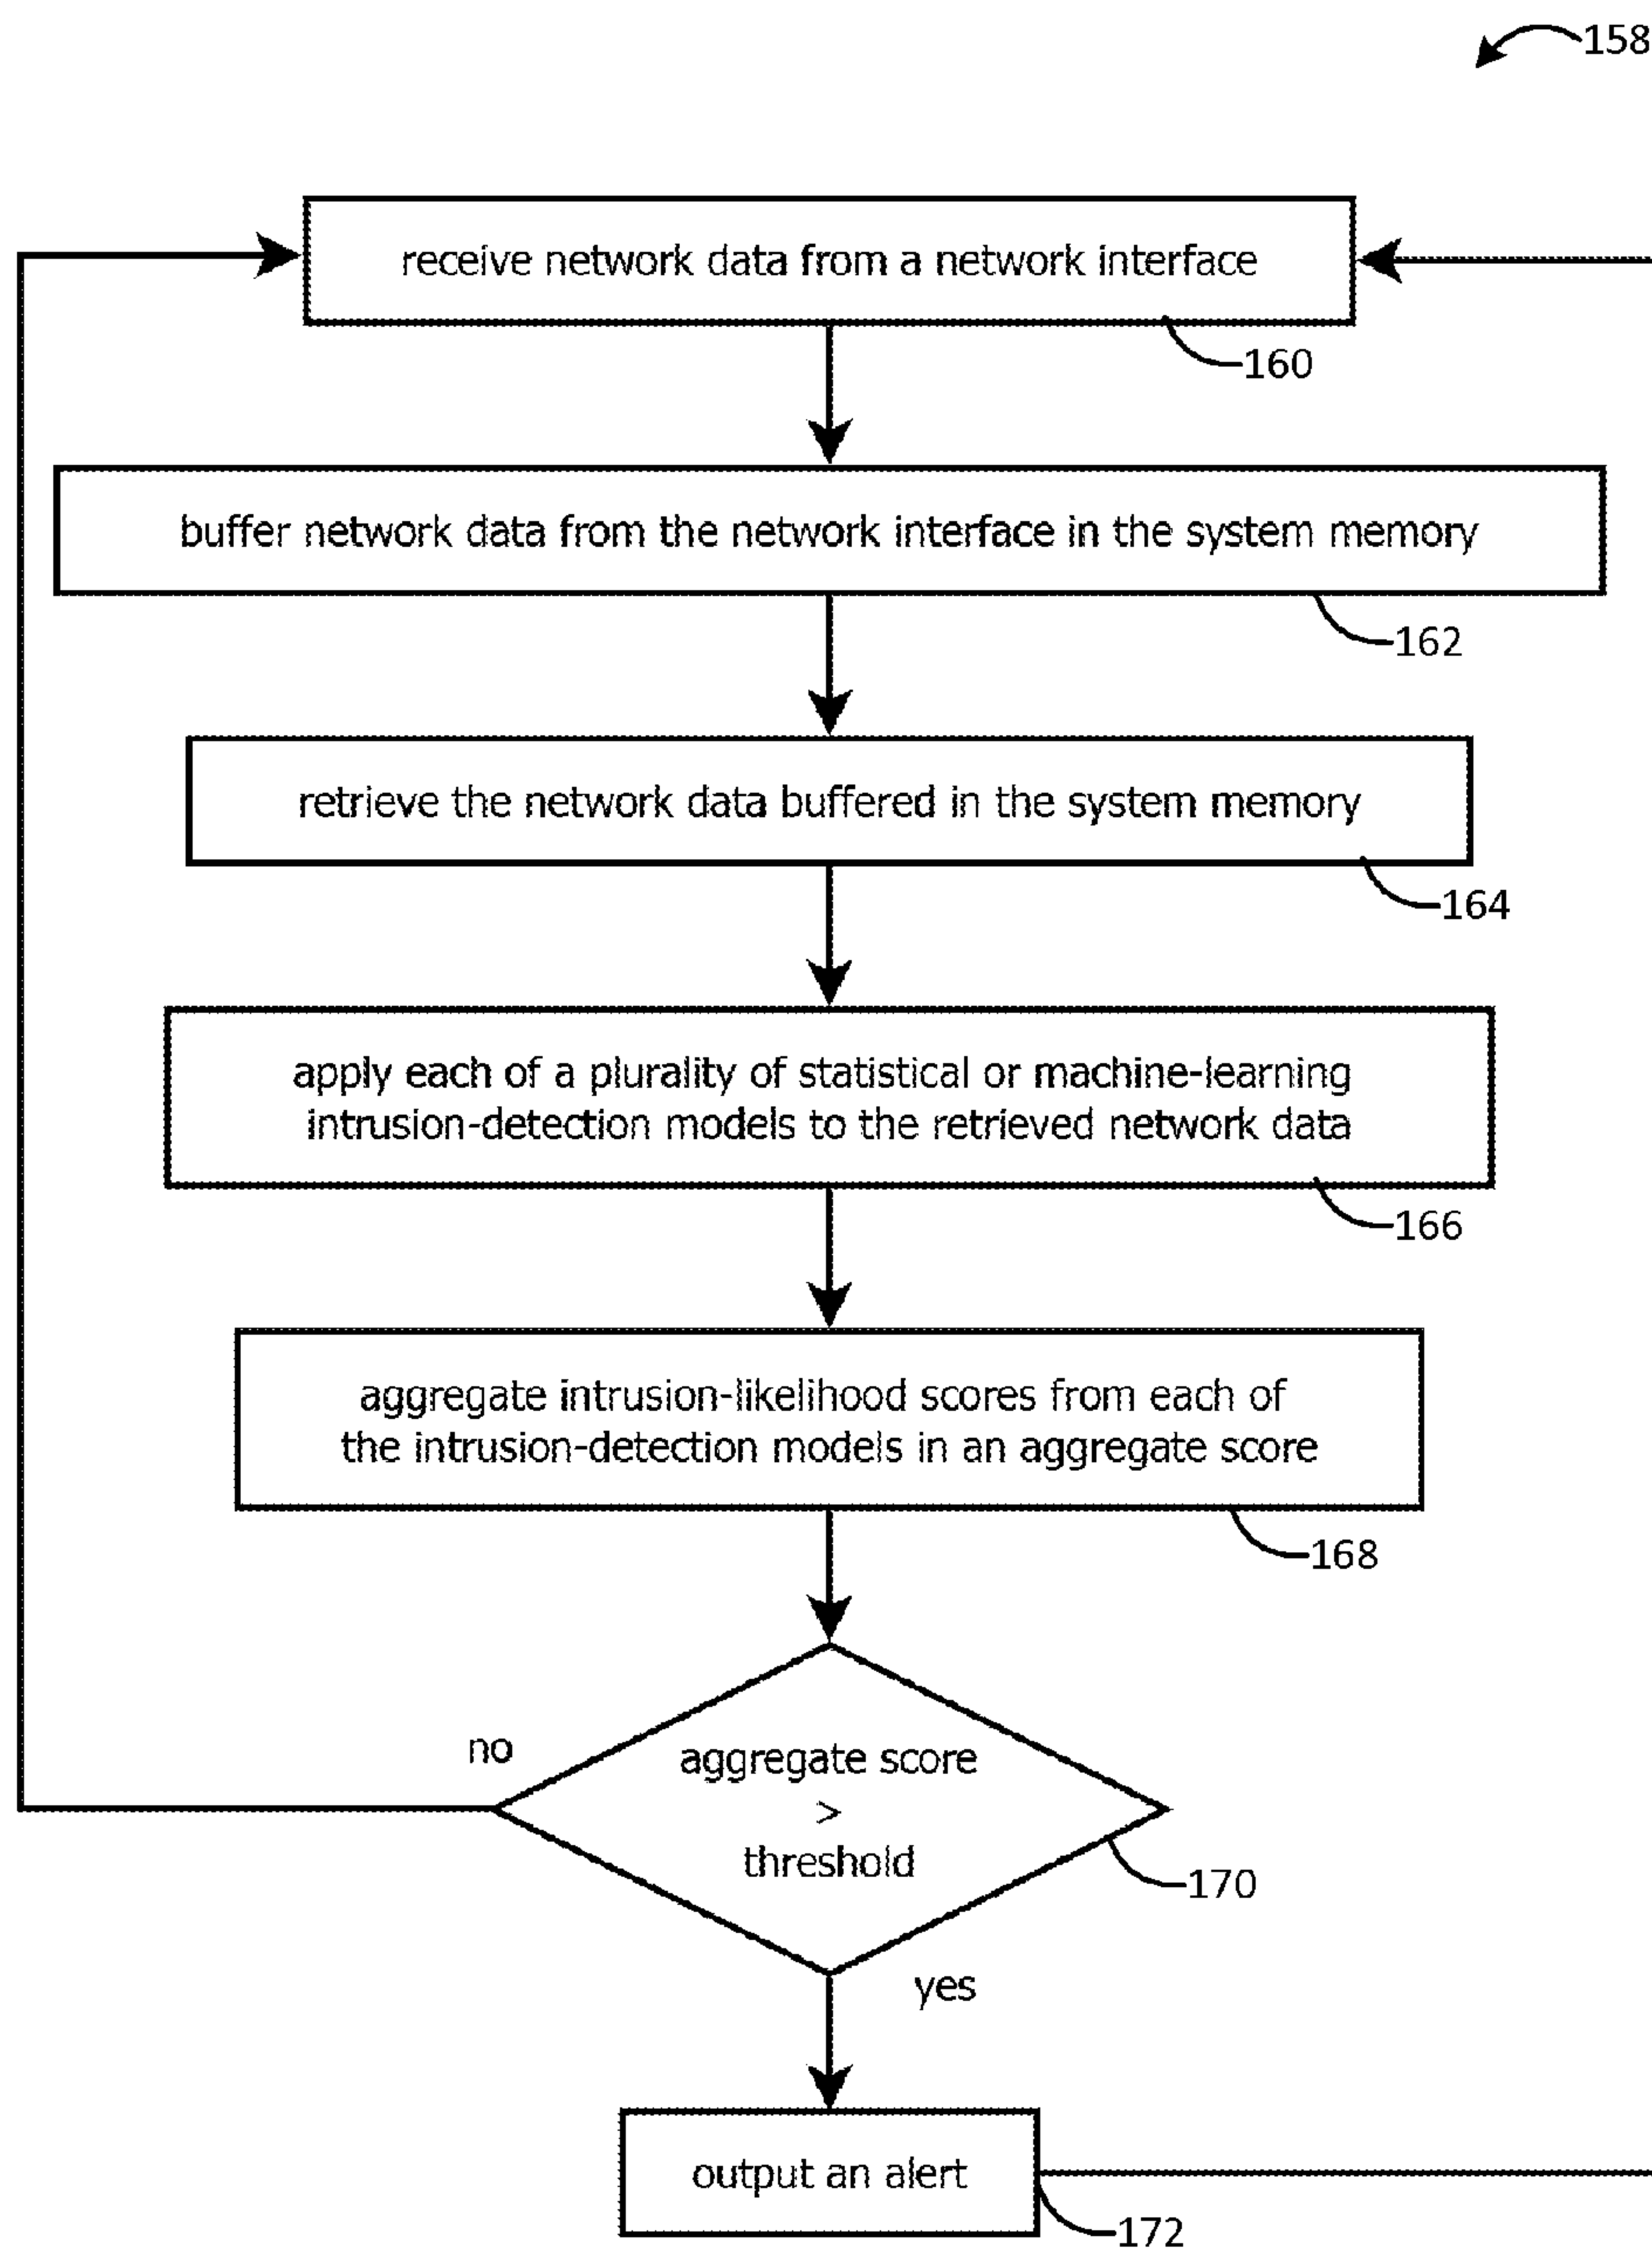 158
receive network data from a network interface
160
buffer network data from the network interface in the system memory
162
retrieve the network data buffered in the system memory
164
apply each of a plurality of statistical or machine-learning
intrusion-detection models to the retrieved network data
166
aggregate intrusion-likelihood scores from each of
the intrusion-detection models in an aggregate score
168
no
aggregate score
>
threshold
170
yes
output an alert
172